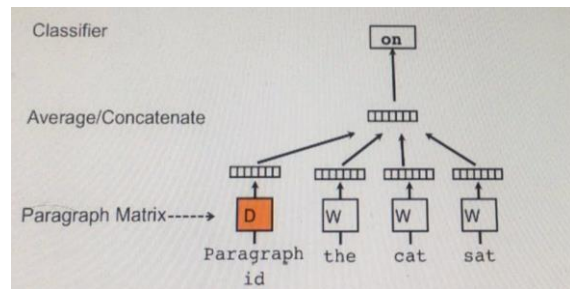 Classifier
on
Average/Concatenate
Paragraph Matrix----->
D
W
W
W
Paragraph the cat sat
id